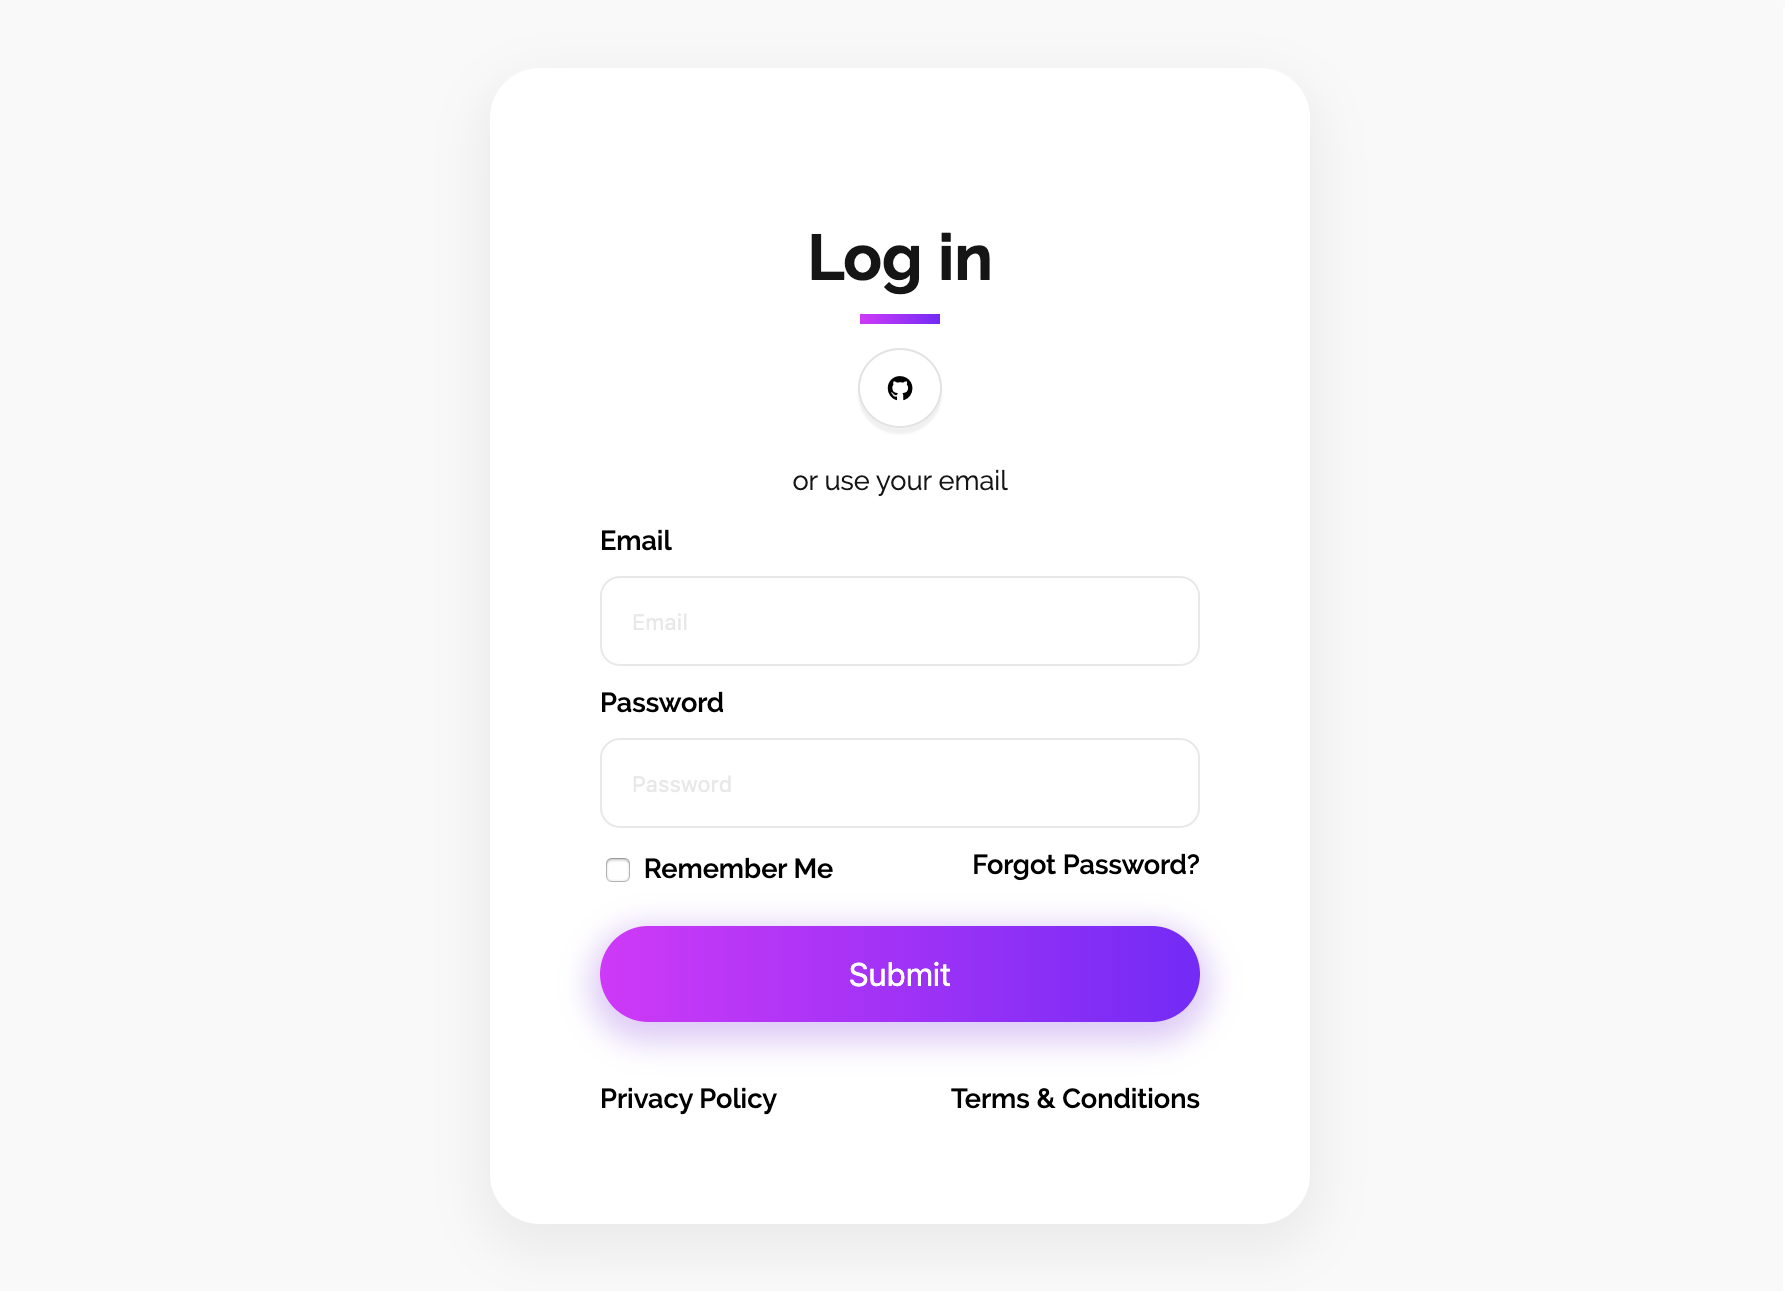 Log in
or use your email
Email
Email
Password
Password
Remember Me Forgot Password?
Submit
Privacy Policy Terms & Conditions